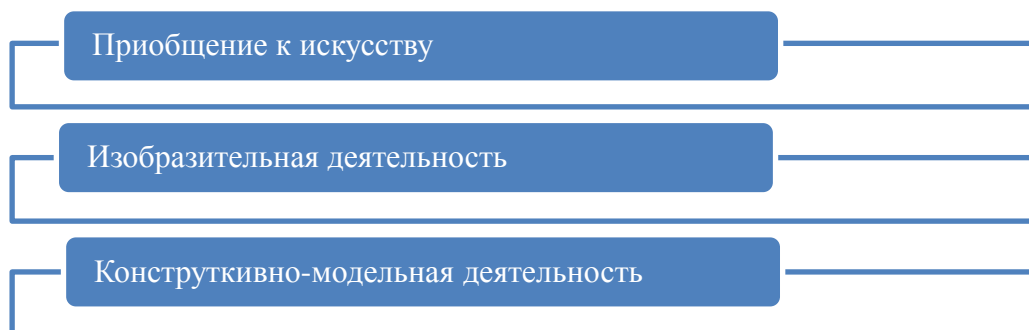 Приобщение к искусству
Изобразительная деятельность
Конструткивно-модельная деятельность